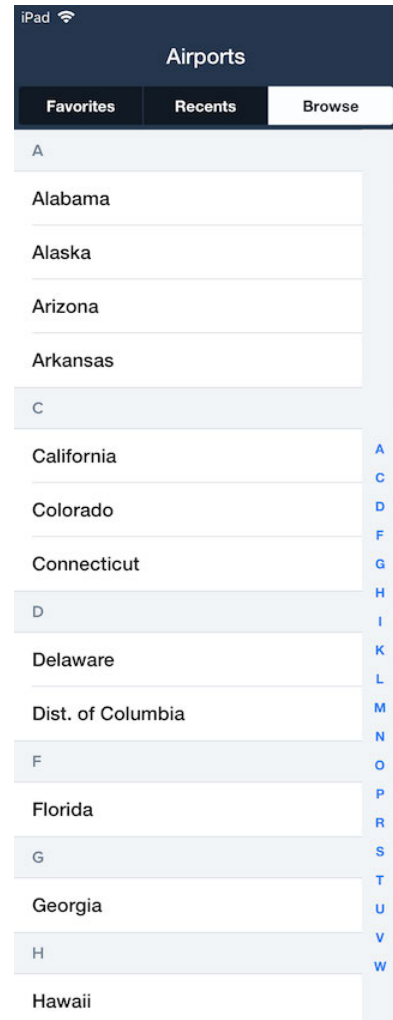 iPad
Airports
Favorites Recents Browse
A
Alabama
Alaska
Arizona
Arkansas
C
California
Colorado
Connecticut
D
Delaware
Dist. of Columbia
F
Florida
G
Georgia
H
Hawaii
A
C
D
F
G
H
I
K
L
M
N
O
P
R
S
T
U
V
W